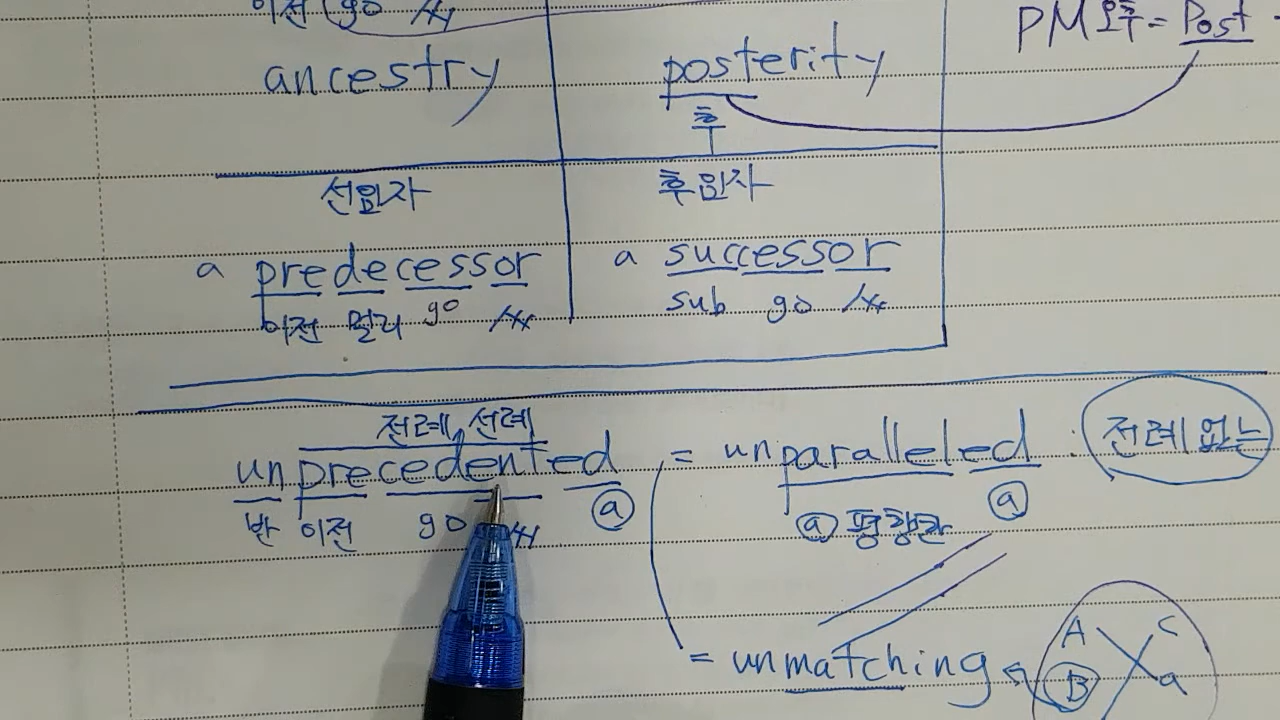 이전 go
PM 오후 = Post -
ancestry posterity
후
선임자 후임자
a predecessor a successor
이전 멀리 go sub go
전례, 선례
unprecedented = unparalleled : 전례 없는
반 이전 go ⓐ ⓐ 평행한 ⓐ
A C
= unmatching B a